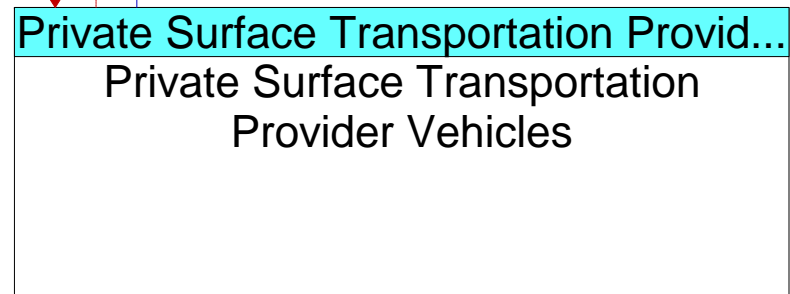 Private Surface Transportation Provid...
Private Surface Transportation
Provider Vehicles